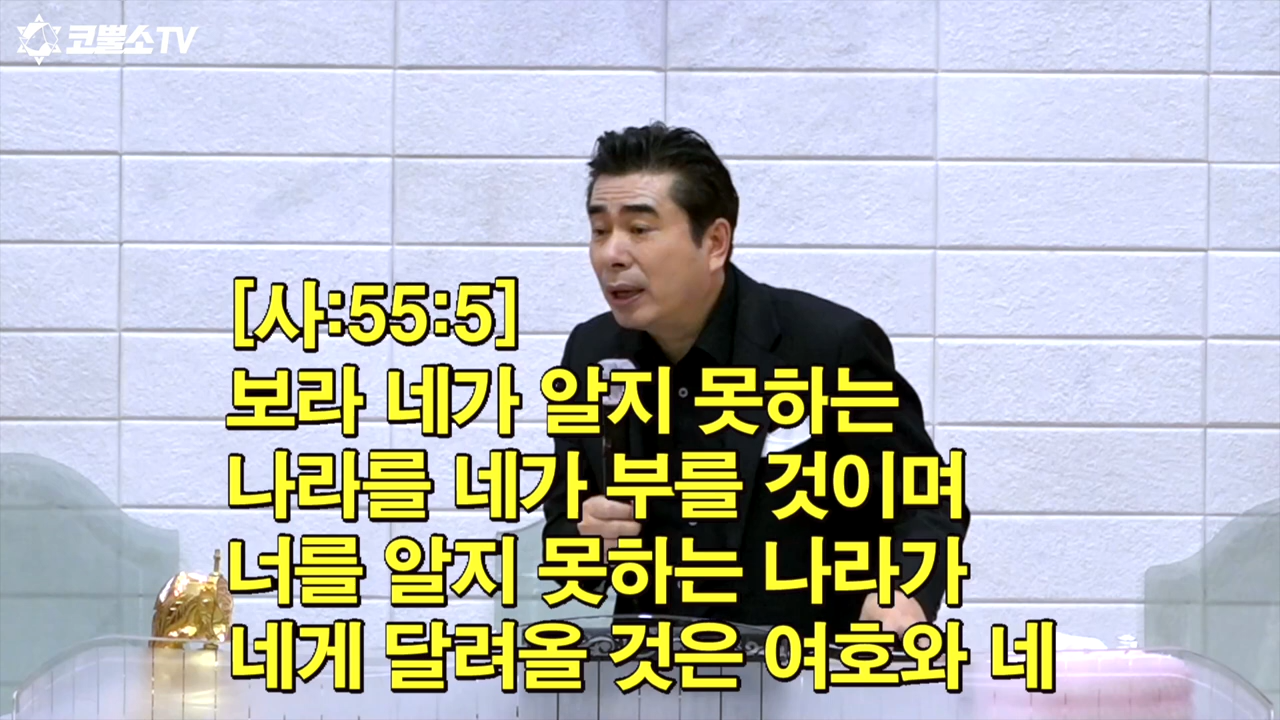 코뿔소TV
[사:55:5]
보라 네가 알지 못하는
나라를 네가 부를 것이며
너를 알지 못하는 나라가
네게 달려올 것은 여호와 네